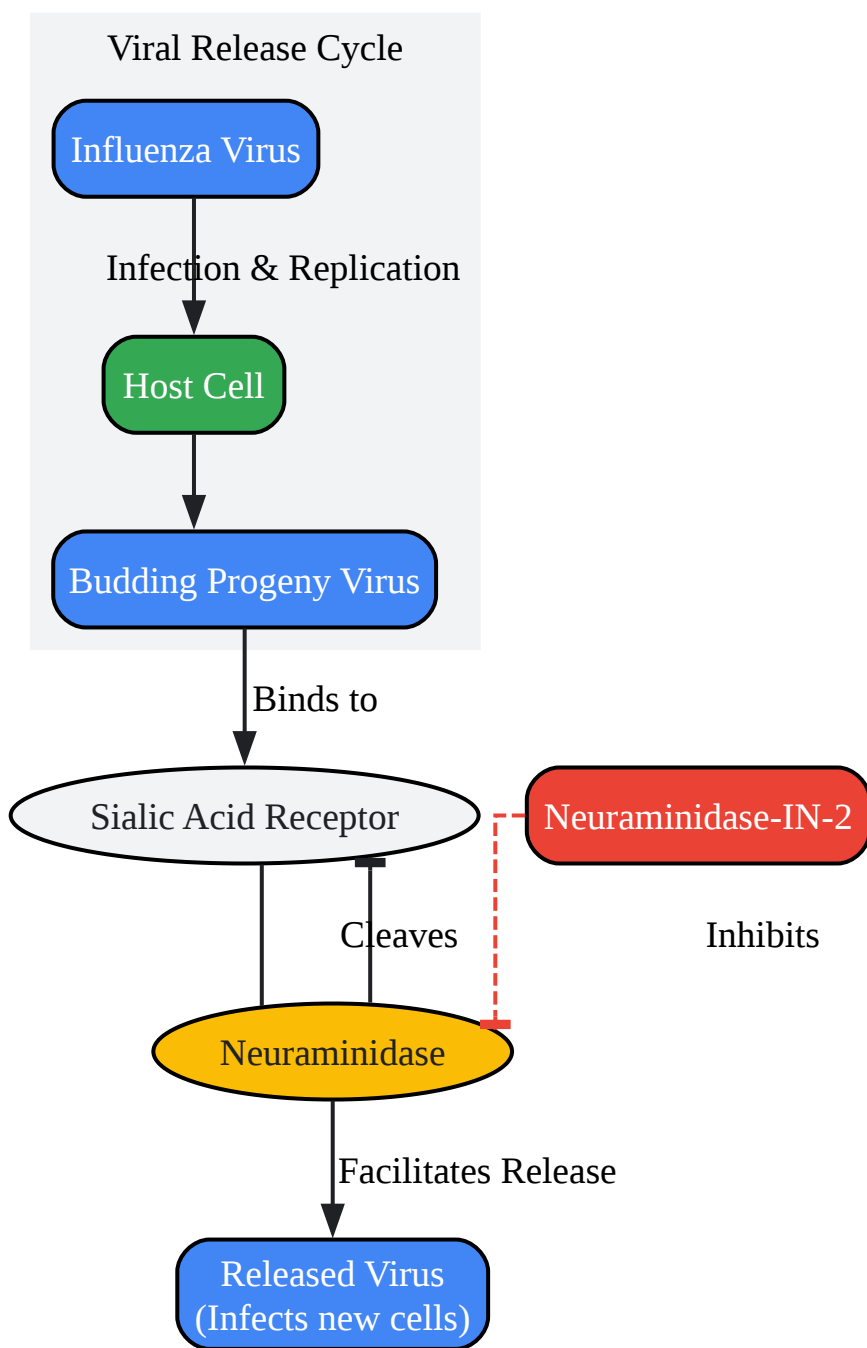 Viral Release Cycle
Influenza Virus
Infection & Replication
Host Cell
Budding Progeny Virus
Binds to
Sialic Acid Receptor
Neuraminidase-IN-2
Cleaves
Inhibits
Neuraminidase
Facilitates Release
Released Virus
(Infects new cells)